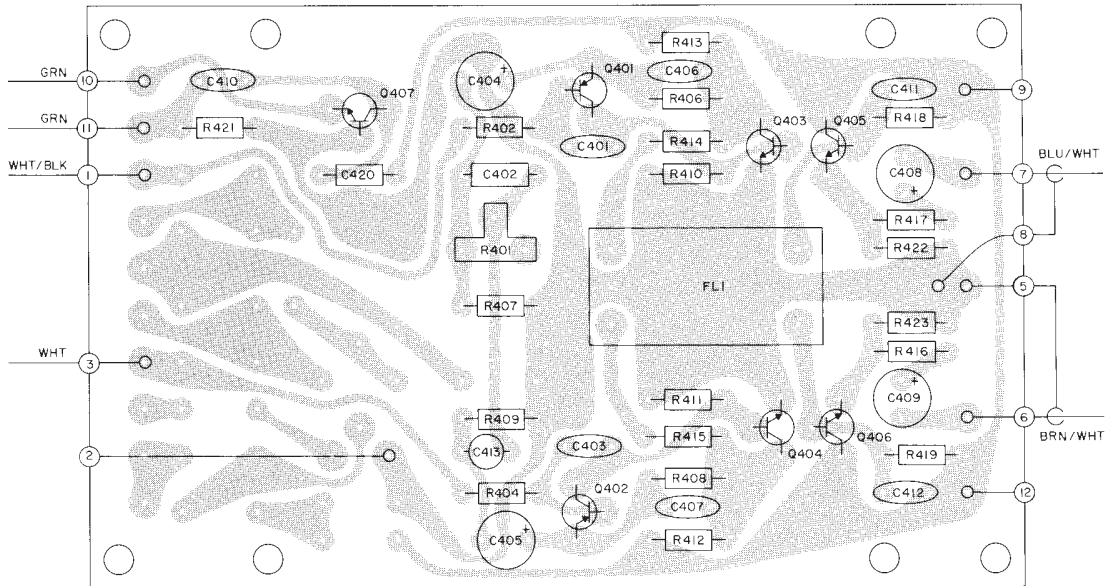 R413
GRN
10
C410
C404
+
Q401
C406
Q407
C411
9
R406
GRN
11
R421
R402
Q403
Q405
R418
C401
R414
BLU/WHT
WHT/BLK
1
C420
C402
R410
C408
+
7
R417
8
R401
R422
FL1
5
R407
R423
R416
WHT
3
C409
+
R411
R409
6
R415
Q404
Q406
BRN/WHT
2
C413
C403
R419
R408
R404
Q402
C407
C412
12
C405
+
R412